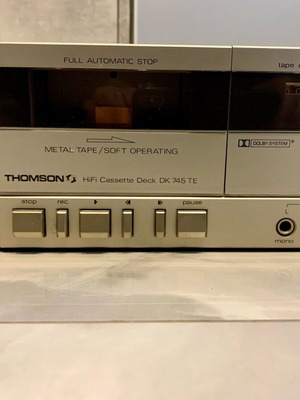 FULL AUTOMATIC STOP
tape
METAL TAPE/SOFT OPERATING
DOLBY SYSTEM
THOMSON HiFi Cassette Deck DK 745 TE
stop rec pause
L
mono